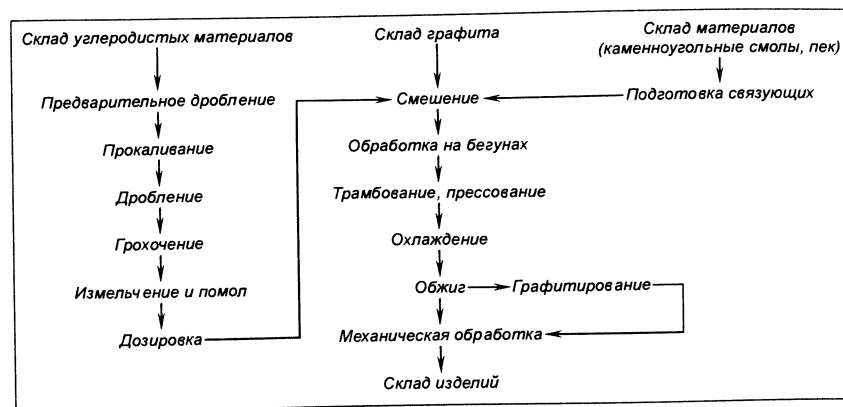 Склад углеродистых материалов
Предварительное дробление
Прокаливание
Дробление
Грохочение
Измельчение и помол
Дозировка
Склад графита
Смешение
Обработка на бегунах
Трамбование, прессование
Охлаждение
Обжиг
Графитирование
Механическая обработка
Склад изделий
Склад материалов
(каменноугольные смолы, пек)
Подготовка связующих